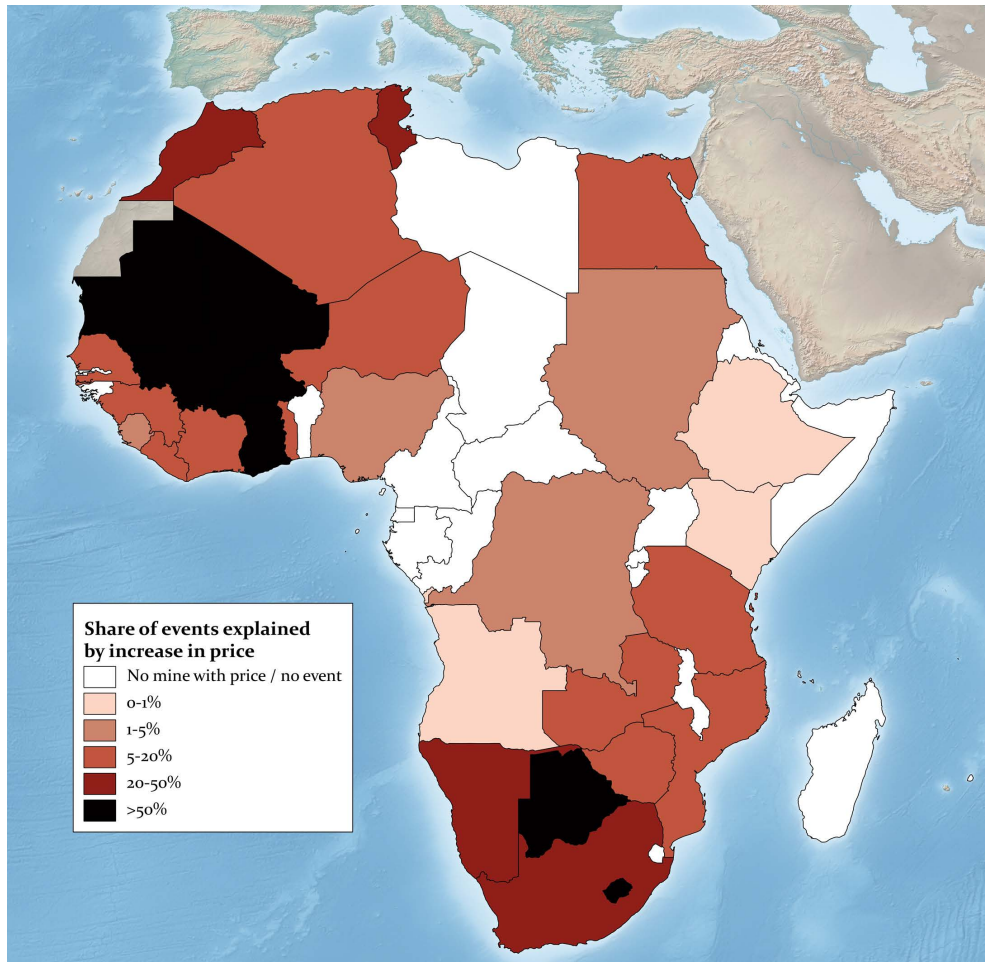 Share of events explained
by increase in price
No mine with price / no event
0-1%
1-5%
5-20%
20-50%
>50%